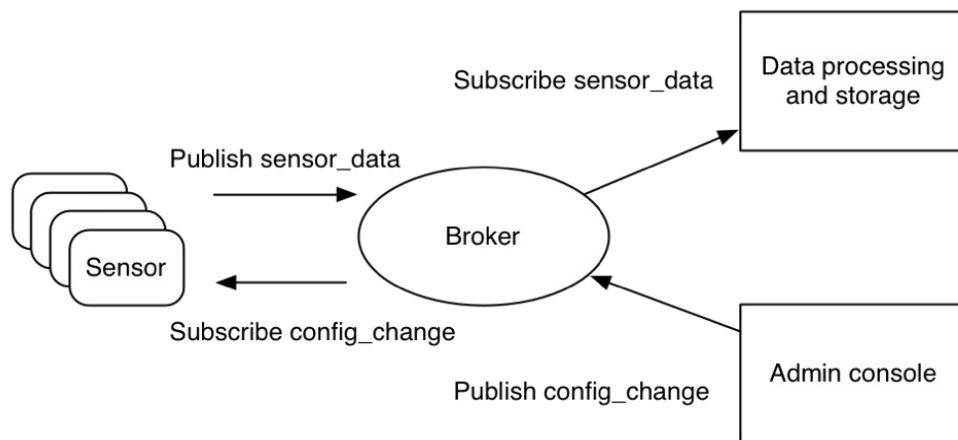 Subscribe sensor_data
Data processing
and storage
Publish sensor_data
Broker
Sensor
Subscribe config_change
Publish config_change
Admin console